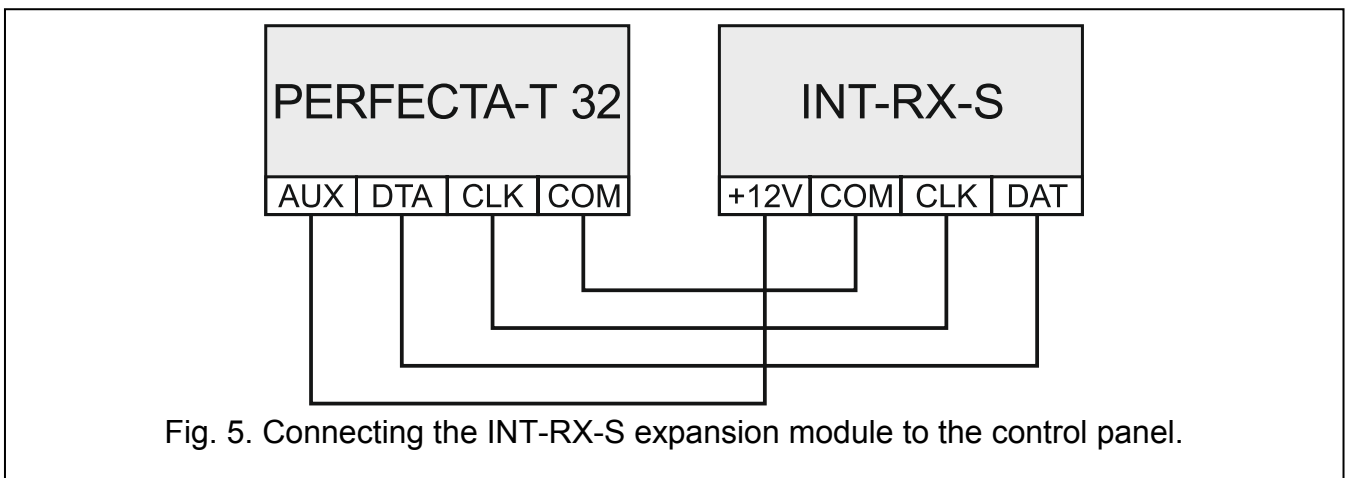 PERFECTA-T 32 INT-RX-S
AUX DTA CLK COM +12V COM CLK DAT
Fig. 5. Connecting the INT-RX-S expansion module to the control panel.